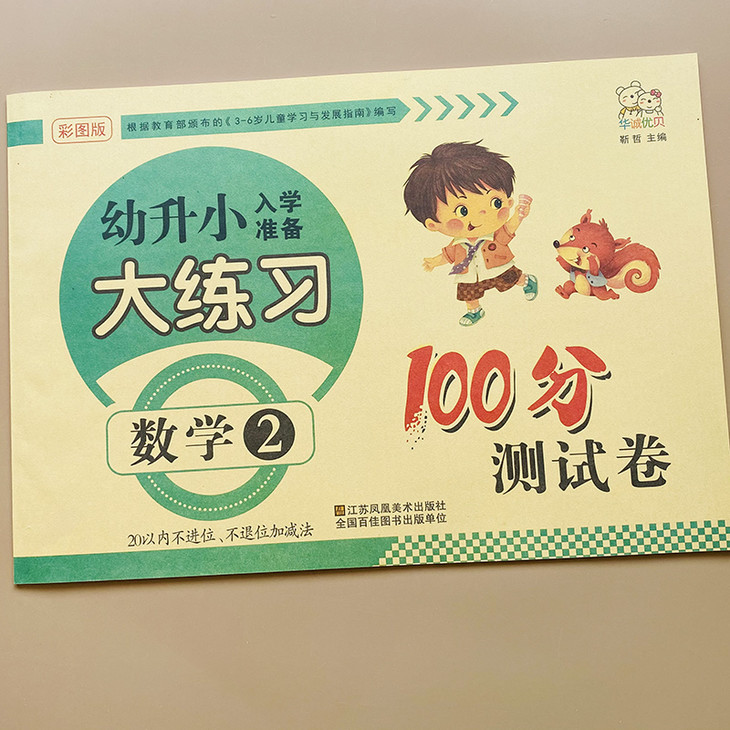 彩图版
根据教育部颁布的《3-6岁儿童学习与发展指南》编写
华诚优贝
靳哲 主编
幼升小 入学准备
大练习
数学 2
100分
测试卷
江苏凤凰美术出版社
全国百佳图书出版单位
20以内不进位、不退位加减法